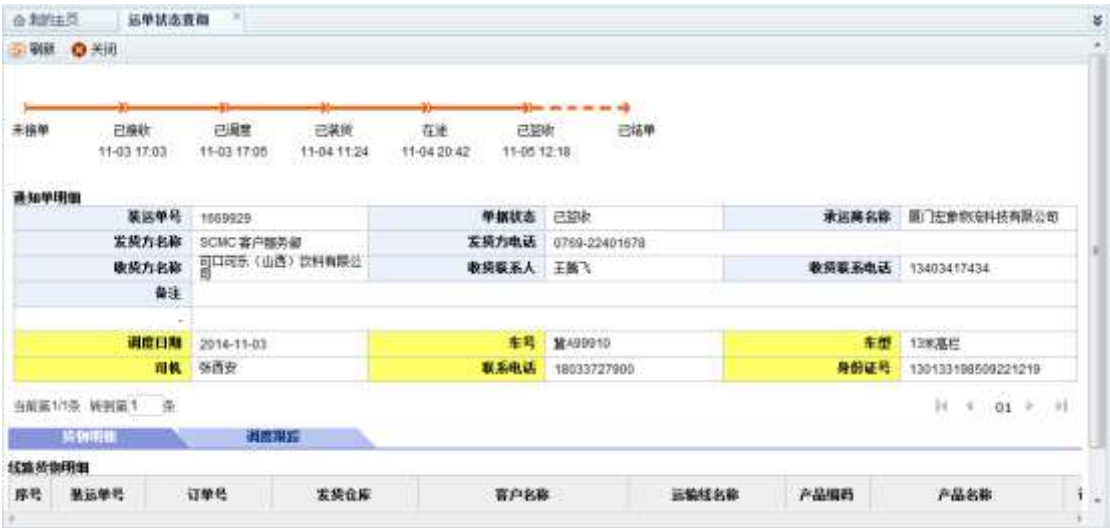 我的主页 运单状态查询 ×
刷新 关闭
未接单 已接收 已调度 已装货 在途 已签收 已结单
11-03 17:03 11-03 17:05 11-04 11:24 11-04 20:42 11-05 12:18
通知单明细
装运单号 1669929 单据状态 已签收 承运商名称 厦门宏象物流科技有限公司
发货方名称 SCMC 客户服务部 发货方电话 0769-22401678
收货方名称 可口可乐（山西）饮料有限公司 收货联系人 王鹏飞 收货联系电话 13403417434
备注
-
调度日期 2014-11-03 车号 冀A99910 车型 13米高栏
司机 张西安 联系电话 18033727900 身份证号 130133198509221219
当前第1/1条 转到第 1 条 01
货物明细 调度跟踪
线路货物明细
序号 装运单号 订单号 发货仓库 客户名称 运输线名称 产品编码 产品名称